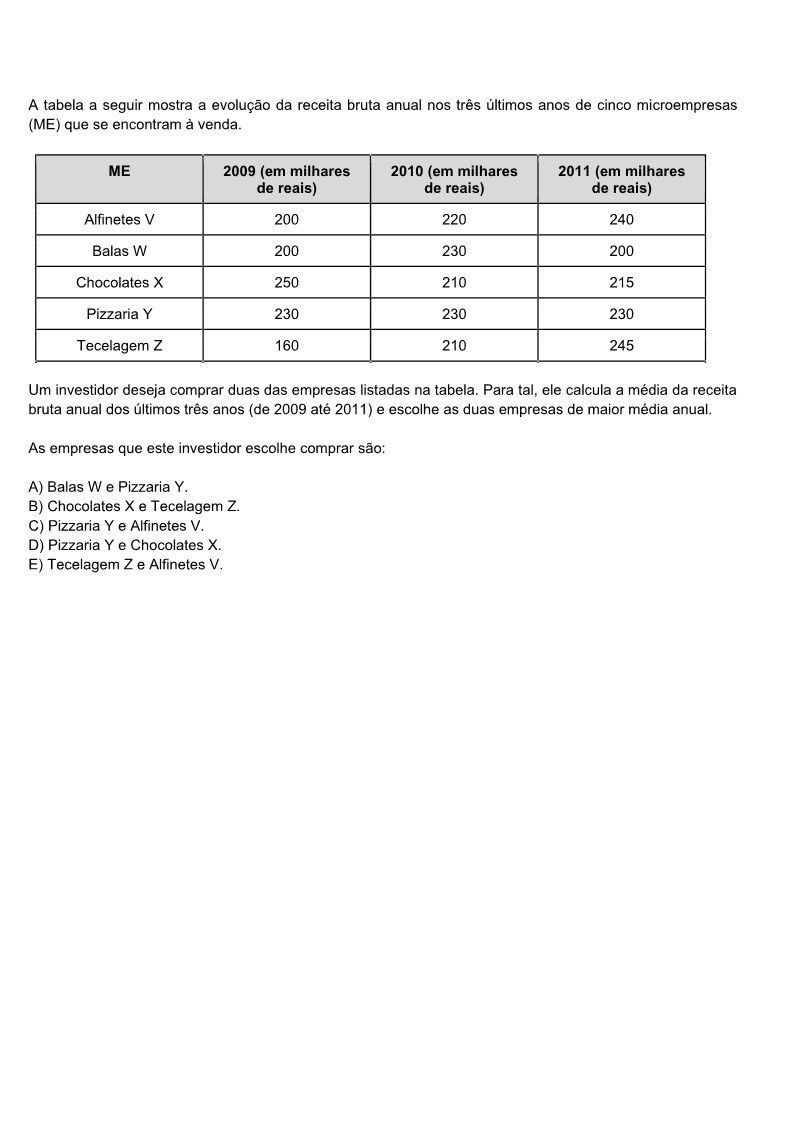 A tabela a seguir mostra a evolução da receita bruta anual nos três últimos anos de cinco microempresas
(ME) que se encontram à venda.
ME 2009 (em milhares de reais) 2010 (em milhares de reais) 2011 (em milhares de reais)
Alfinetes V 200 220 240
Balas W 200 230 200
Chocolates X 250 210 215
Pizzaria Y 230 230 230
Tecelagem Z 160 210 245
Um investidor deseja comprar duas das empresas listadas na tabela. Para tal, ele calcula a média da receita
bruta anual dos últimos três anos (de 2009 até 2011) e escolhe as duas empresas de maior média anual.
As empresas que este investidor escolhe comprar são:
A) Balas W e Pizzaria Y.
B) Chocolates X e Tecelagem Z.
C) Pizzaria Y e Alfinetes V.
D) Pizzaria Y e Chocolates X.
E) Tecelagem Z e Alfinetes V.